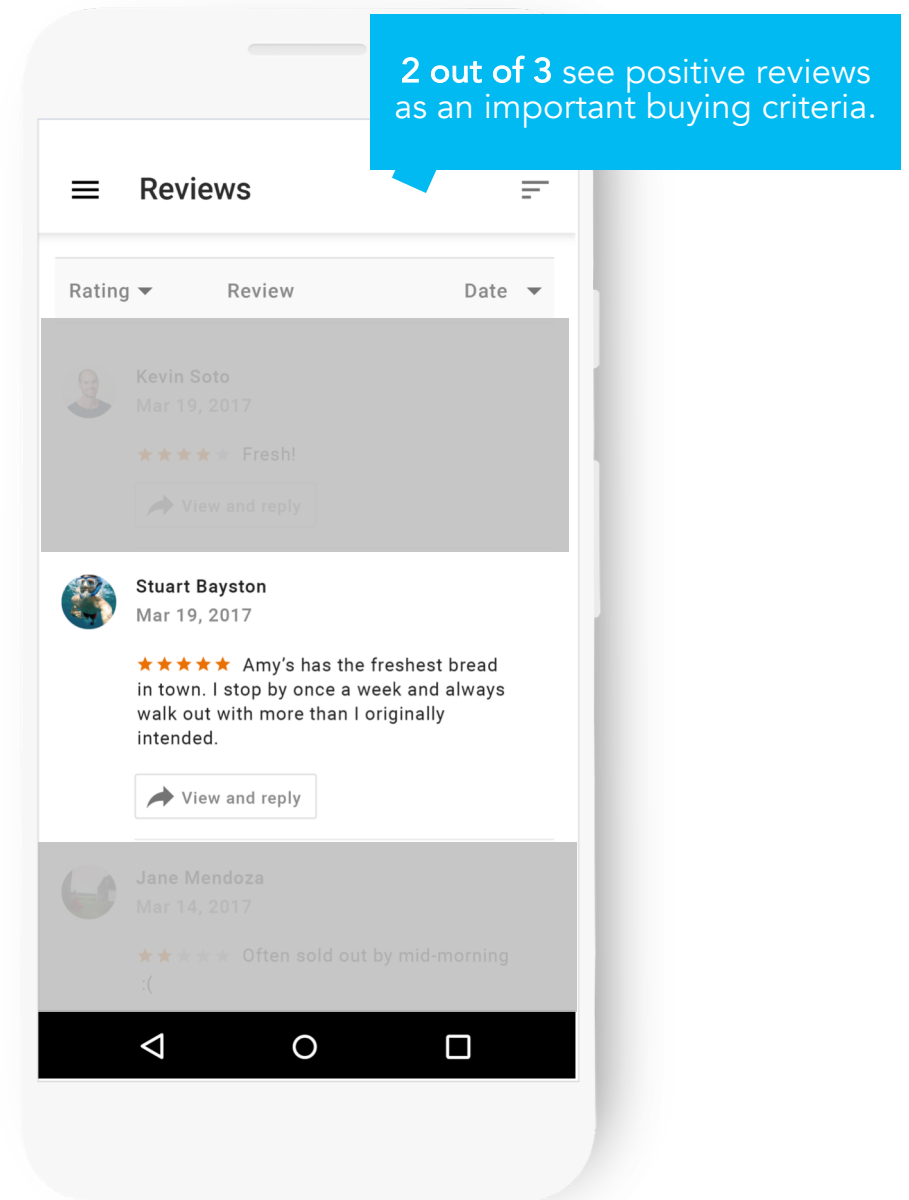 2 out of 3 see positive reviews
as an important buying criteria.
Reviews
Rating Review Date
Kevin Soto
Mar 19, 2017
Fresh!
View and reply
Stuart Bayston
Mar 19, 2017
Amy's has the freshest bread
in town. I stop by once a week and always
walk out with more than I originally
intended.
View and reply
Jane Mendoza
Mar 14, 2017
Often sold out by mid-morning
:(